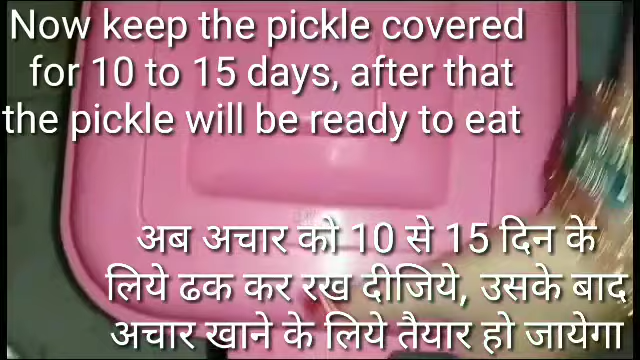 Now keep the pickle covered
for 10 to 15 days, after that
the pickle will be ready to eat
अब अचार को 10 से 15 दिन के
लिये ढक कर रख दीजिये, उसके बाद
अचार खाने के लिये तैयार हो जायेगा